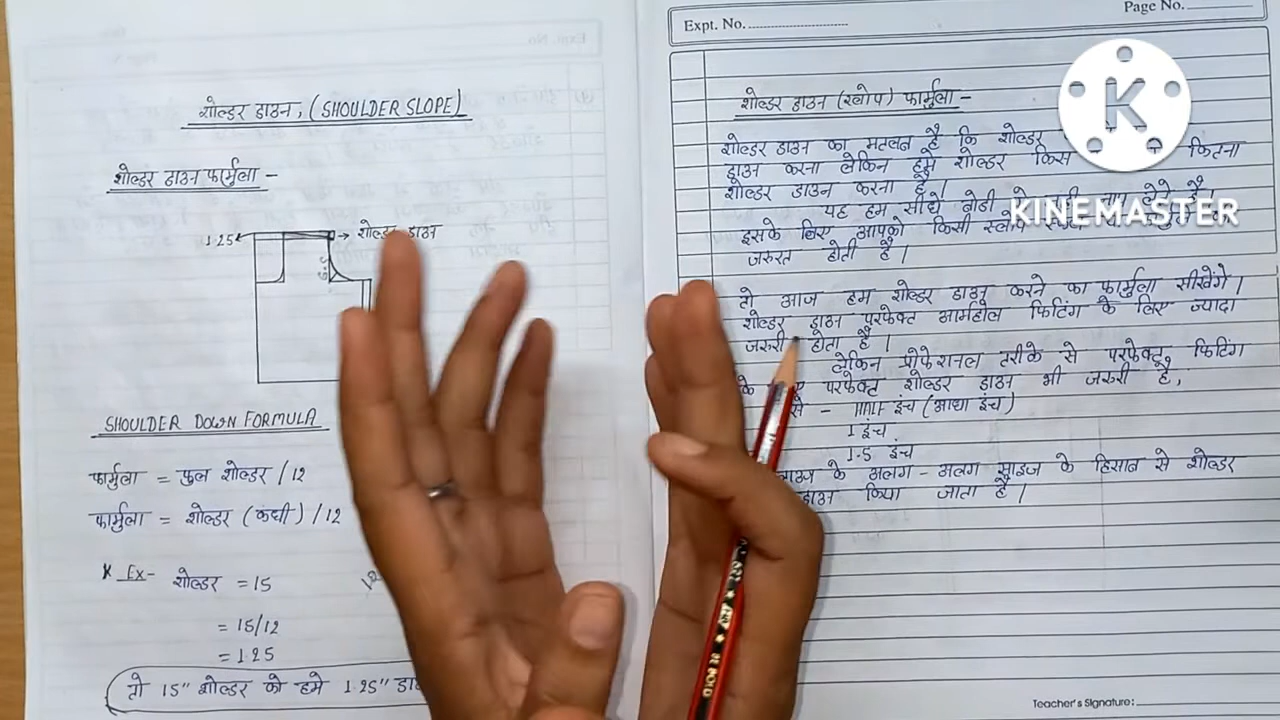 शोल्डर डाउन, (SHOULDER SLOPE)
शोल्डर डाउन फार्मुला -
1.25
शोल्डर डाउन
SHOULDER DOWN FORMULA
फार्मुला = फुल शोल्डर / 12
फार्मुला = शोल्डर (कंधी) / 12
Ex- शोल्डर = 15
= 15/12
= 1.25
तो 15" शोल्डर को हमे 1.25"
Expt. No.
Page No.
शोल्डर डाउन (स्लोप) फार्मुला -
शोल्डर डाउन का मतलब है कि शोल्डर
डाउन करना लेकिन हमे शोल्डर किस कितना
शोल्डर डाउन करना है।
यह हम सीधे बोडी
इसके लिए आपको किसी स्लोप
जरुरत होती है।
तो आज हम शोल्डर डाउन करने का फार्मुला सीखेंगे।
शोल्डर डाउन परफेक्ट आर्महोल फिटिंग के लिए ज्यादा
जरुरी होता है।
लेकिन प्रोफेशनल तरीके से परफेक्ट फिटिंग
के परफेक्ट शोल्डर डाउन भी जरुरी है,
से - इंच (आधा इंच)
1 इंच
1.5 इंच
के अलग - अलग साइज के हिसाब से शोल्डर
डाउन किया जाता है।
Teacher's Signature:
K
KINEMASTER